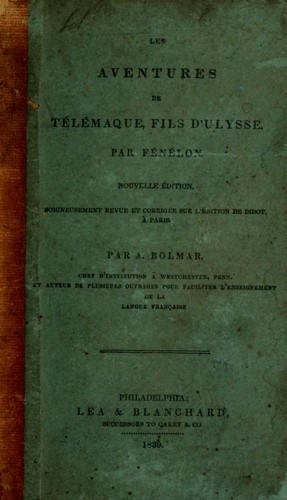 LES
AVENTURES
DE
TÉLÉMAQUE, FILS D'ULYSSE.
PAR FÉNÉLON.
NOUVELLE ÉDITION,
SOIGNEUSEMENT REVUE ET CORRIGÉE SUR L'ÉDITION DE DIDOT,
À PARIS.
PAR A. BOLMAR,
CHEF D'INSTITUTION À WESTCHESTER, PENN.
ET AUTEUR DE PLUSIEURS OUVRAGES POUR FACILITER L'ENSEIGNEMENT
DE LA
LANGUE FRANÇAISE
PHILADELPHIA:
LEA & BLANCHARD,
SUCCESSORS TO CAREY & CO.
1839.